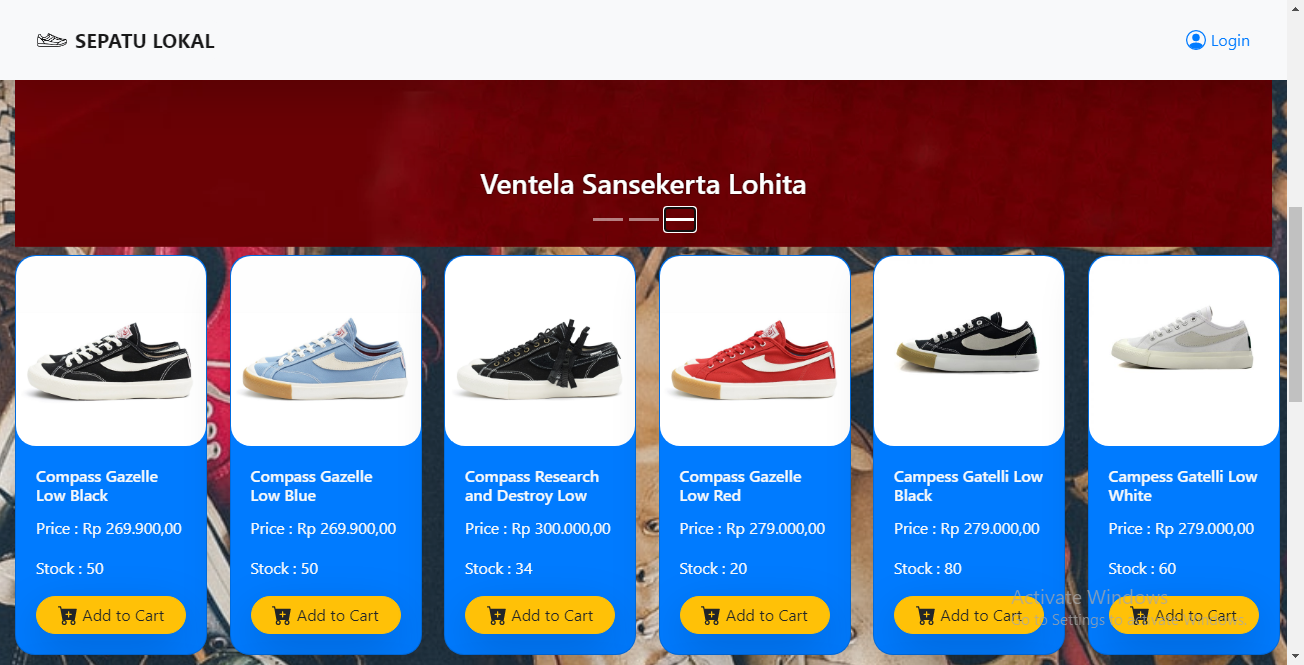 SEPATU LOKAL
Login
Ventela Sansekerta Lohita
Compass Gazelle
Low Black
Price : Rp 269.900,00
Stock : 50
Add to Cart
Compass Gazelle
Low Blue
Price : Rp 269.900,00
Stock : 50
Add to Cart
Compass Research
and Destroy Low
Price : Rp 300.000,00
Stock : 34
Add to Cart
Compass Gazelle
Low Red
Price : Rp 279.000,00
Stock : 20
Add to Cart
Campess Gatelli Low
Black
Price : Rp 279.000,00
Stock : 80
Add to Cart
Campess Gatelli Low
White
Price : Rp 279.000,00
Stock : 60
Add to Cart
Activate Windows
Go to Settings to activate Windows.